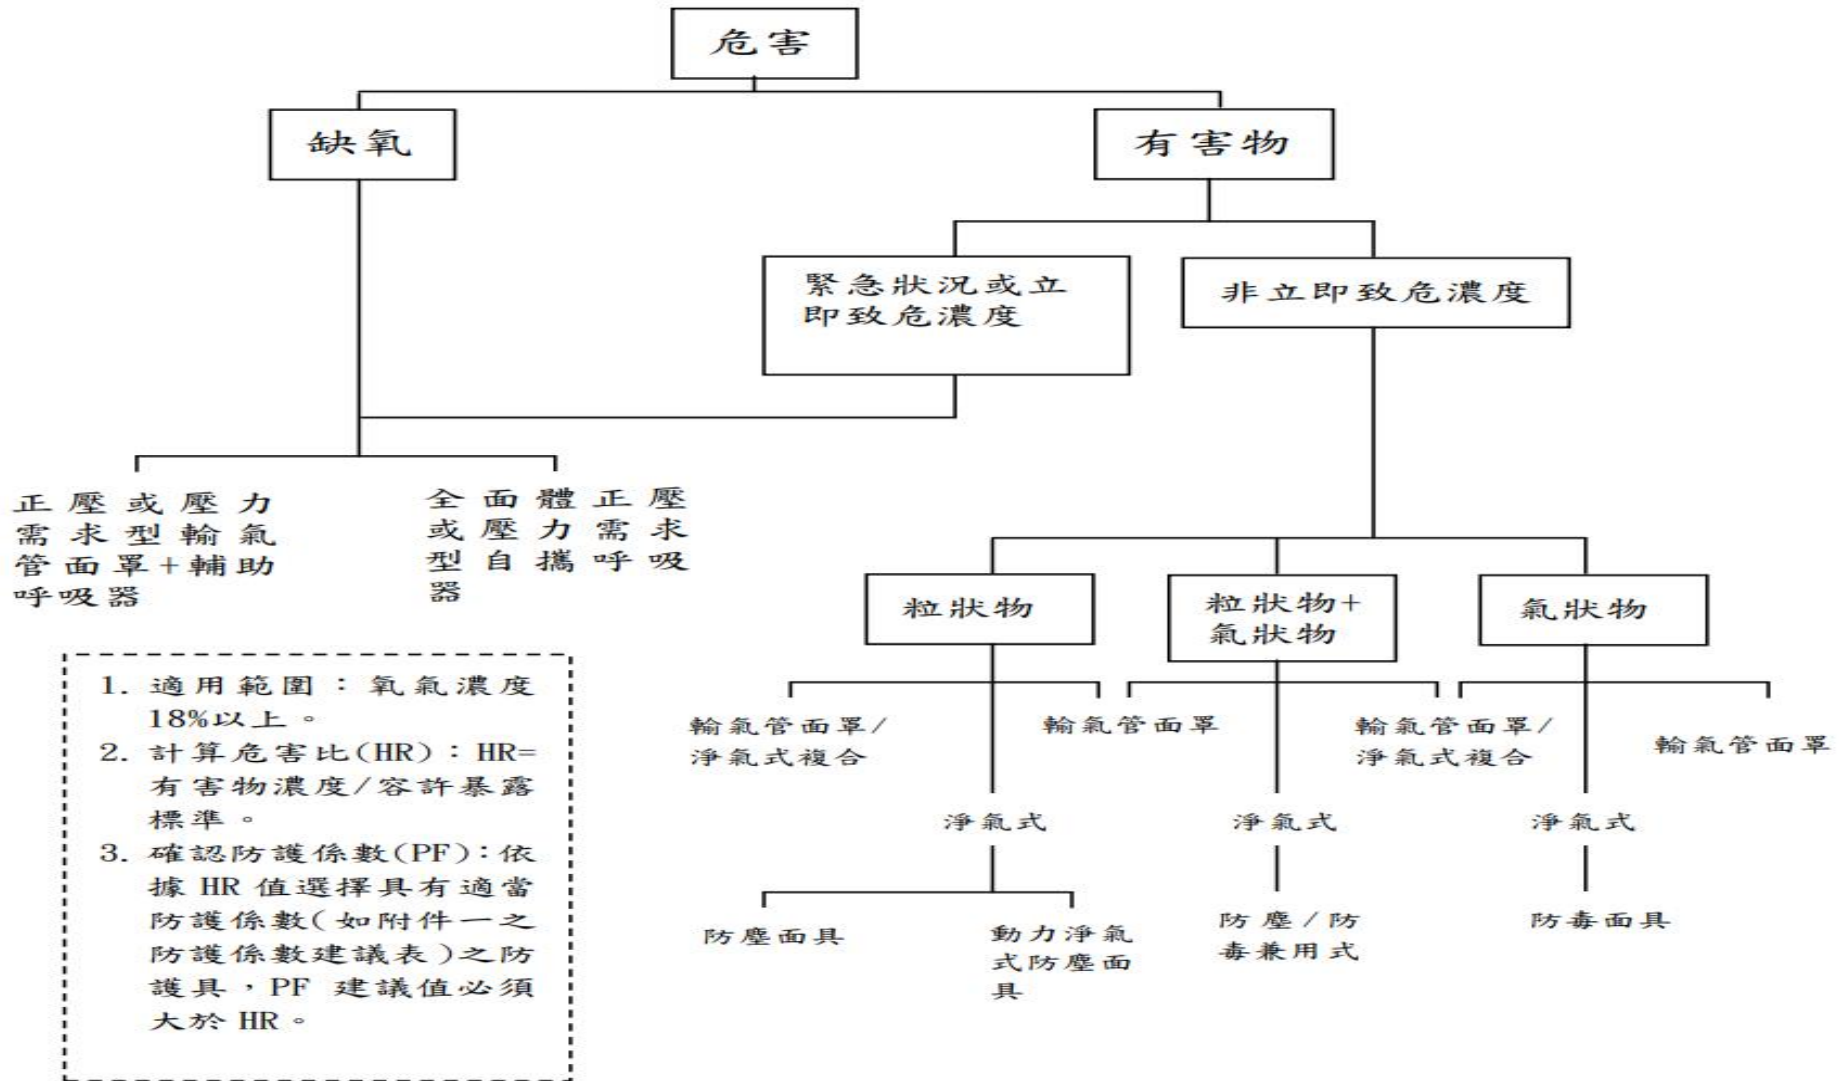 危害
缺氧
有害物
緊急狀況或立
即致危濃度
非立即致危濃度
正壓或壓力
需求型輸氣
管面罩+輔助
呼吸器
全面體正壓
或壓力需求
型自攜呼吸
器
粒狀物
粒狀物+
氣狀物
氣狀物
輸氣管面罩/
淨氣式複合
輸氣管面罩
輸氣管面罩/
淨氣式複合
輸氣管面罩
淨氣式
淨氣式
淨氣式
防塵面具
動力淨氣
式防塵面
具
防塵/防
毒兼用式
防毒面具
1. 適用範圍：氧氣濃度
18%以上。
2. 計算危害比(HR)：HR=
有害物濃度/容許暴露
標準。
3. 確認防護係數(PF)：依
據 HR 值選擇具有適當
防護係數(如附件一之
防護係數建議表)之防
護具，PF 建議值必須
大於 HR。